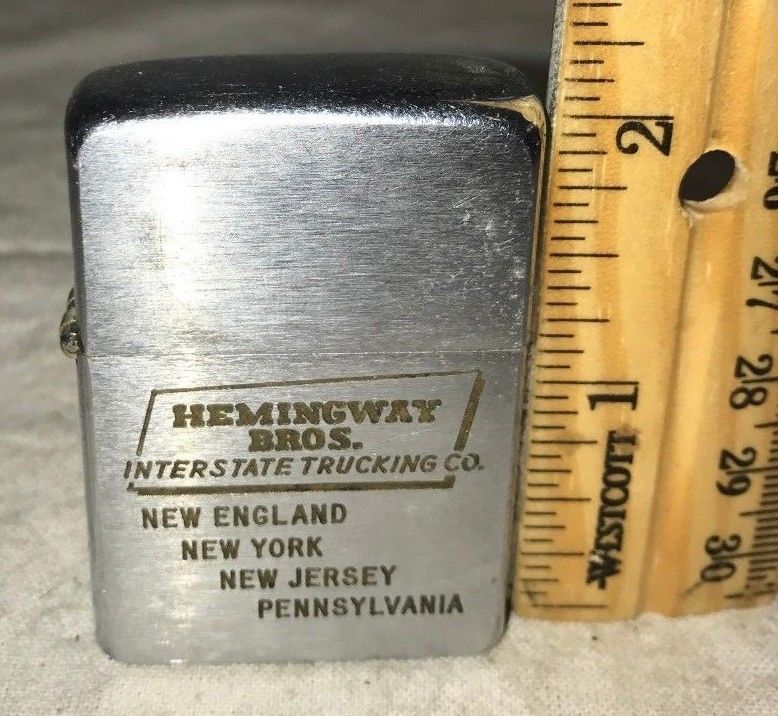 HEMINGWAY
BROS.
INTERSTATE TRUCKING CO.
NEW ENGLAND
NEW YORK
NEW JERSEY
PENNSYLVANIA
2
1
WESTCOTT
27
28
29
30